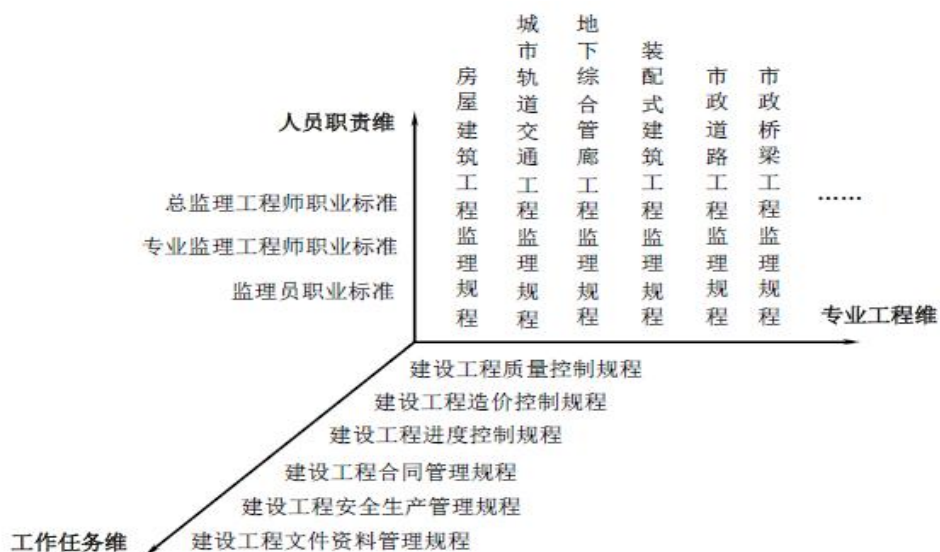 房屋建筑工程监理规程
城市轨道交通工程监理规程
地下综合管廊工程监理规程
装配式建筑工程监理规程
市政道路工程监理规程
市政桥梁工程监理规程
……
人员职责维
总监理工程师职业标准
专业监理工程师职业标准
监理员职业标准
专业工程维
建设工程质量控制规程
建设工程造价控制规程
建设工程进度控制规程
建设工程合同管理规程
建设工程安全生产管理规程
工作任务维
建设工程文件资料管理规程